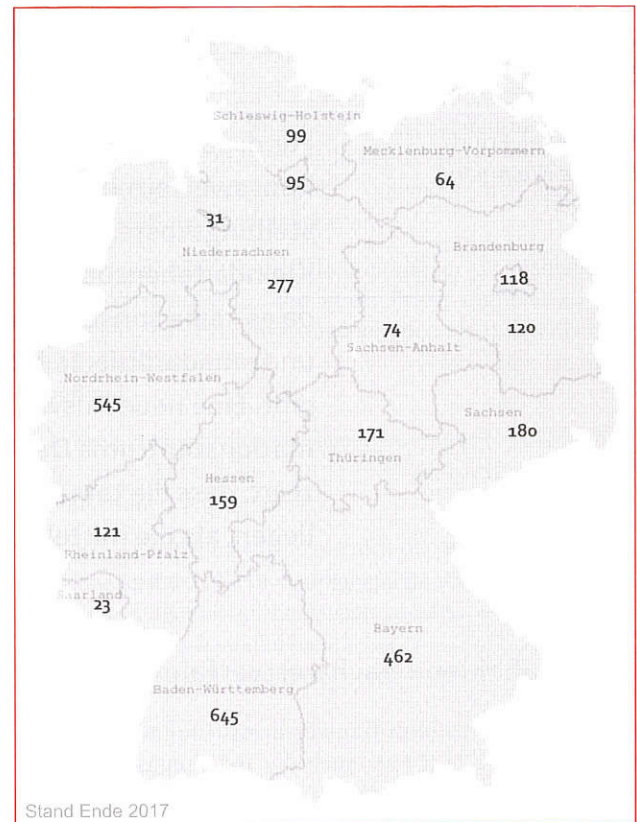 Schleswig-Holstein
99
Mecklenburg-Vorpommern
64
95
31
Niedersachsen
277
Brandenburg
118
120
74
Sachsen-Anhalt
Nordrhein-Westfalen
545
Sachsen
180
171
Thüringen
Hessen
159
121
Rheinland-Pfalz
Saarland
23
Bayern
462
Baden-Württemberg
645
Stand Ende 2017